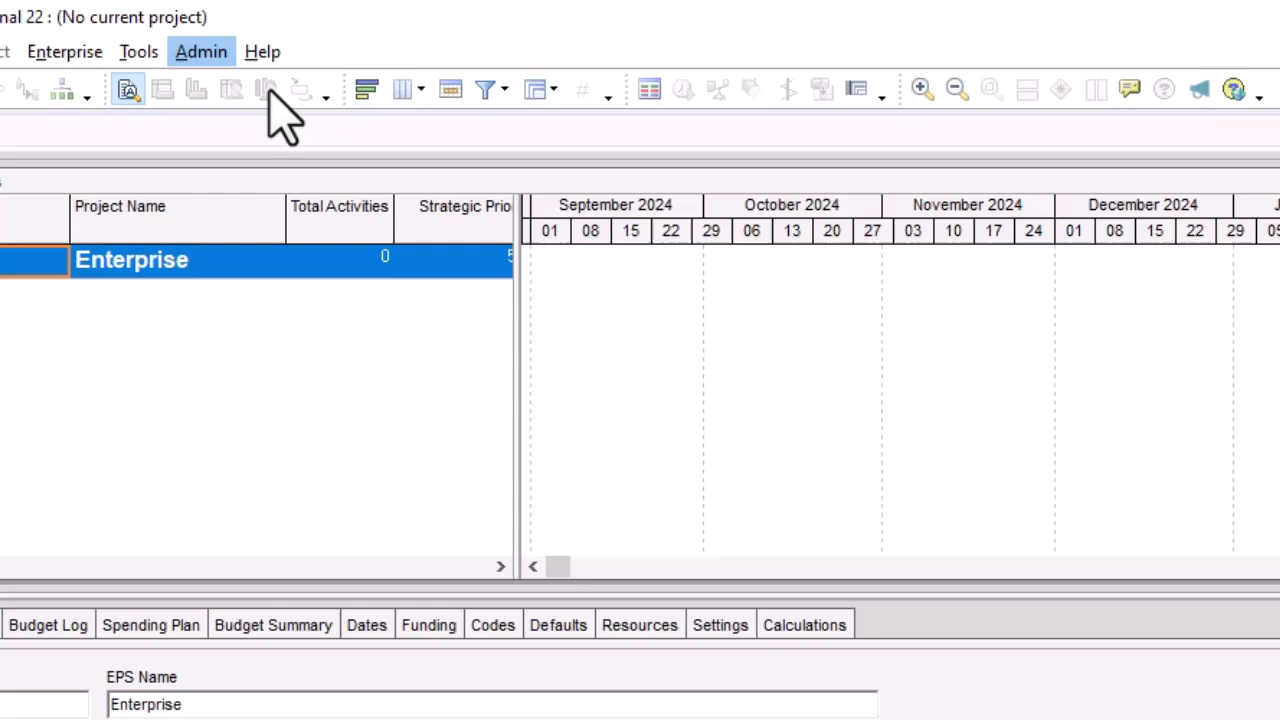 nal 22 : (No current project)
ct Enterprise Tools Admin Help
s
Project Name Total Activities Strategic Prio
September 2024 October 2024 November 2024 December 2024 J
01 08 15 22 29 06 13 20 27 03 10 17 24 01 08 15 22 29 05
Enterprise 0 5
Budget Log Spending Plan Budget Summary Dates Funding Codes Defaults Resources Settings Calculations
EPS Name
Enterprise